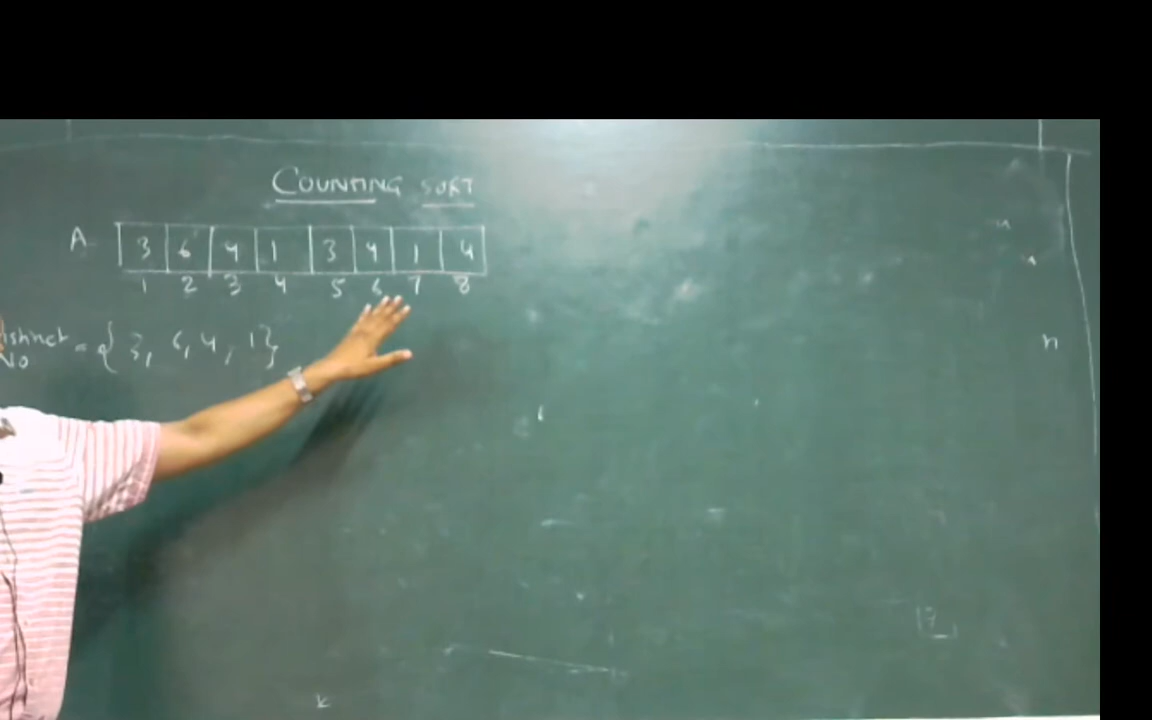 COUNTING SORT
A 3 6 4 1 3 4 1 4
1 2 3 4 5 6 7 8
= { 3, 6, 4, 1 }
No
n
k